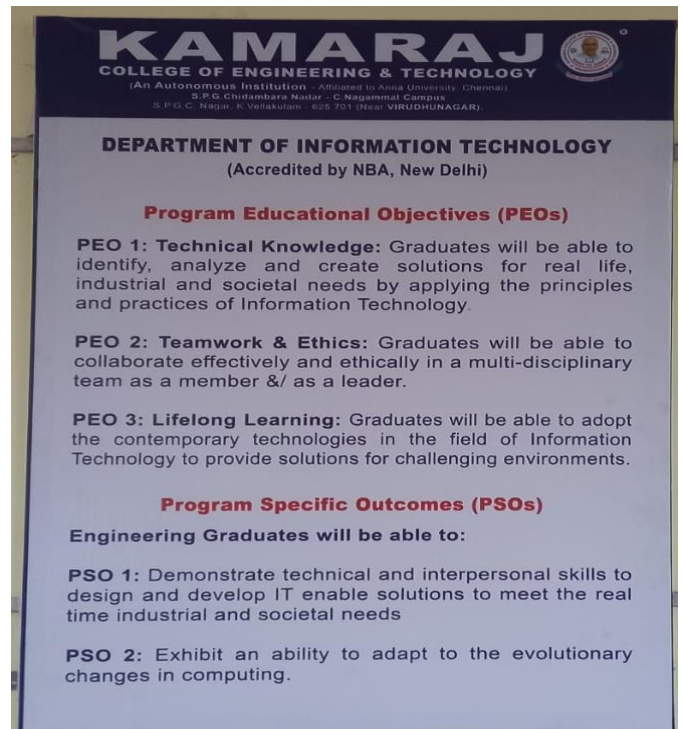 KAMARAJ
COLLEGE OF ENGINEERING & TECHNOLOGY
(An Autonomous Institution - Affiliated to Anna University, Chennai)
S.P.G.Chidambara Nadar - C.Nagammal Campus
S.P.G.C. Nagar, K.Vellakulam - 625 701 (Near VIRUDHUNAGAR).
DEPARTMENT OF INFORMATION TECHNOLOGY
(Accredited by NBA, New Delhi)
Program Educational Objectives (PEOs)
PEO 1: Technical Knowledge: Graduates will be able to
identify, analyze and create solutions for real life,
industrial and societal needs by applying the principles
and practices of Information Technology.
PEO 2: Teamwork & Ethics: Graduates will be able to
collaborate effectively and ethically in a multi-disciplinary
team as a member &/ as a leader.
PEO 3: Lifelong Learning: Graduates will be able to adopt
the contemporary technologies in the field of Information
Technology to provide solutions for challenging environments.
Program Specific Outcomes (PSOs)
Engineering Graduates will be able to:
PSO 1: Demonstrate technical and interpersonal skills to
design and develop IT enable solutions to meet the real
time industrial and societal needs
PSO 2: Exhibit an ability to adapt to the evolutionary
changes in computing.